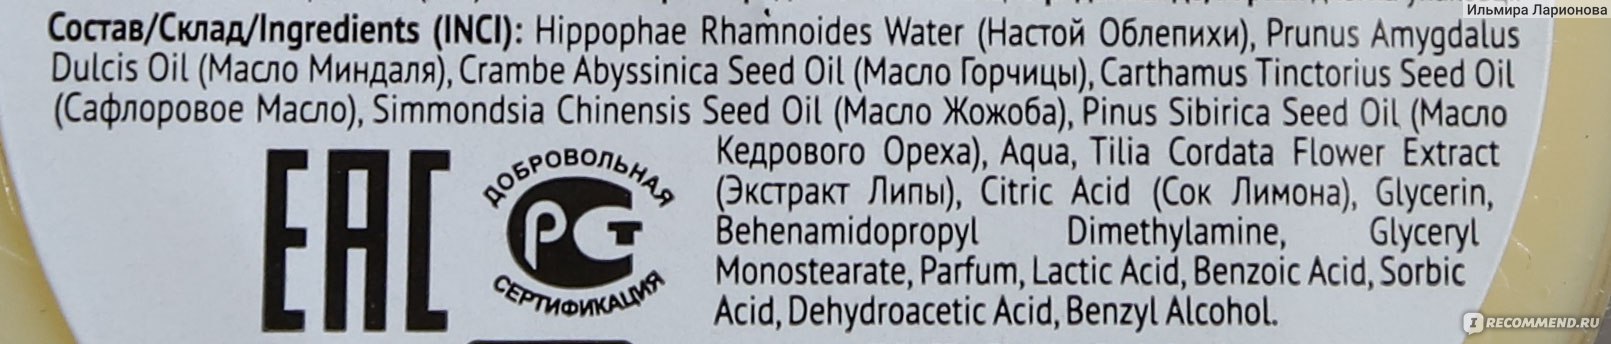 Ильмира Ларионова
Состав/Склад/Ingredients (INCI): Hippophae Rhamnoides Water (Настой Облепихи), Prunus Amygdalus
Dulcis Oil (Масло Миндаля), Crambe Abyssinica Seed Oil (Масло Горчицы), Carthamus Tinctorius Seed Oil
(Сафлоровое Масло), Simmondsia Chinensis Seed Oil (Масло Жожоба), Pinus Sibirica Seed Oil (Масло
Кедрового Ореха), Aqua, Tilia Cordata Flower Extract
(Экстракт Липы), Citric Acid (Сок Лимона), Glycerin,
Behenamidopropyl Dimethylamine, Glyceryl
Monostearate, Parfum, Lactic Acid, Benzoic Acid, Sorbic
Acid, Dehydroacetic Acid, Benzyl Alcohol.
ЕАС
ДОБРОВОЛЬНАЯ
РСТ
СЕРТИФИКАЦИЯ
IRECOMMEND.RU